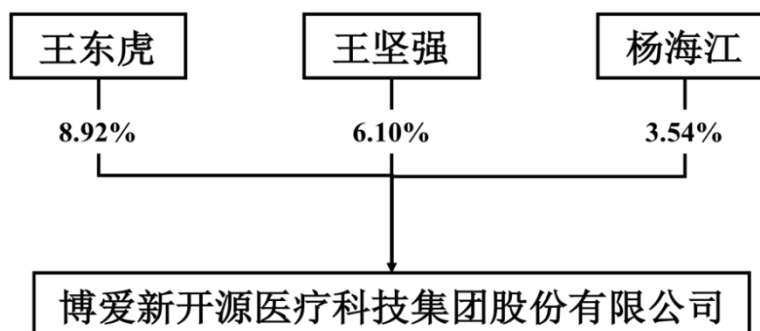 王东虎
王坚强
杨海江
8.92%
6.10%
3.54%
博爱新开源医疗科技集团股份有限公司